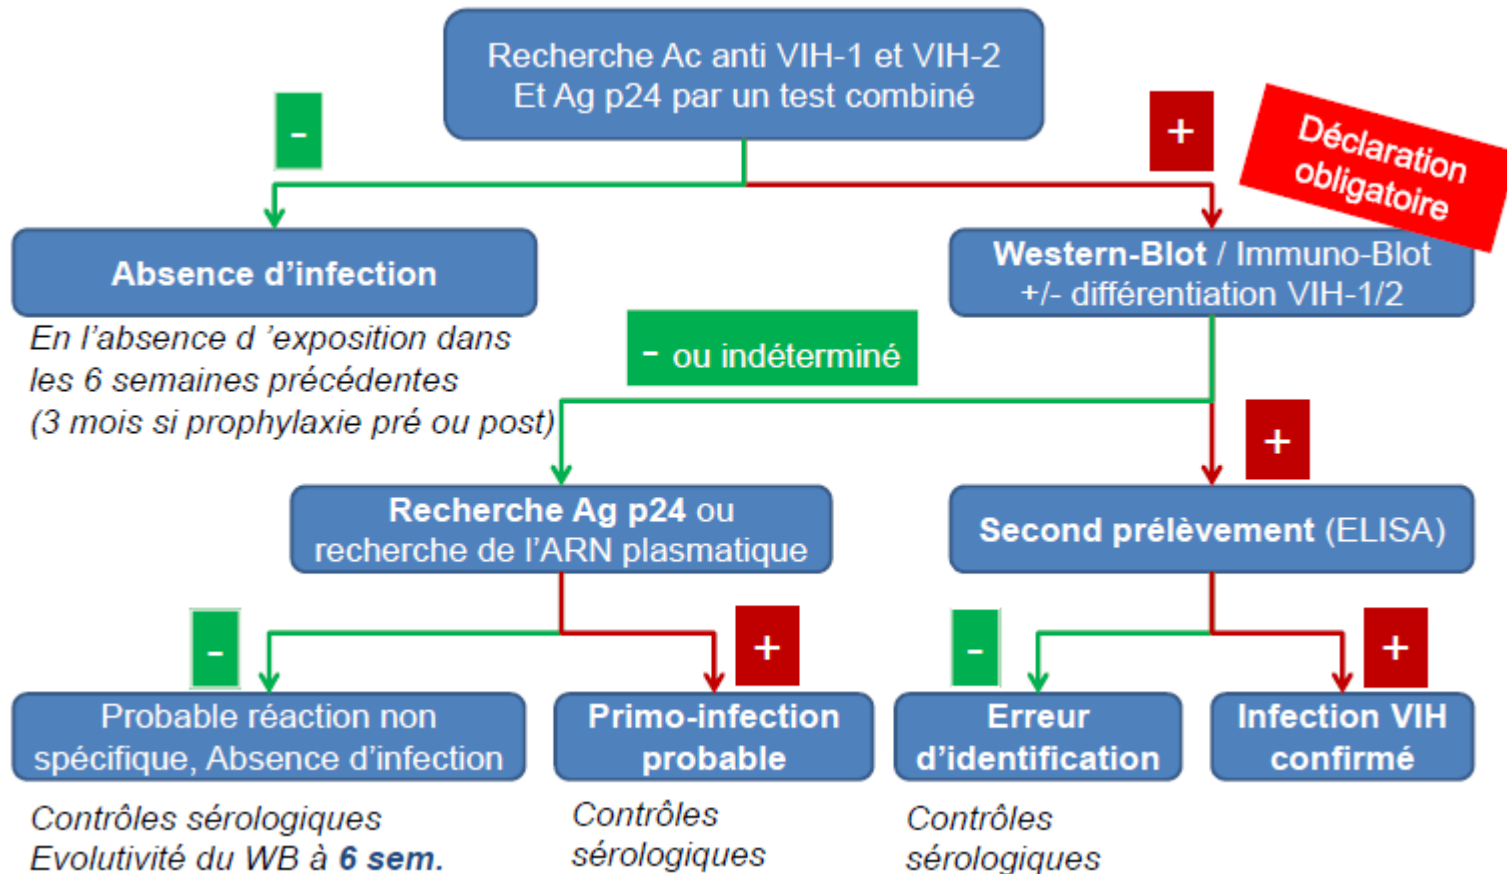 Recherche Ac anti VIH-1 et VIH-2
Et Ag p24 par un test combiné
-
+
Déclaration
obligatoire
Absence d'infection
En l'absence d 'exposition dans
les 6 semaines précédentes
(3 mois si prophylaxie pré ou post)
Western-Blot / Immuno-Blot
+/- différentiation VIH-1/2
- ou indéterminé
+
Recherche Ag p24 ou
recherche de l'ARN plasmatique
Second prélèvement (ELISA)
-
+
-
+
Probable réaction non
spécifique, Absence d'infection
Primo-infection
probable
Erreur
d'identification
Infection VIH
confirmé
Contrôles sérologiques
Evolutivité du WB à 6 sem.
Contrôles
sérologiques
Contrôles
sérologiques